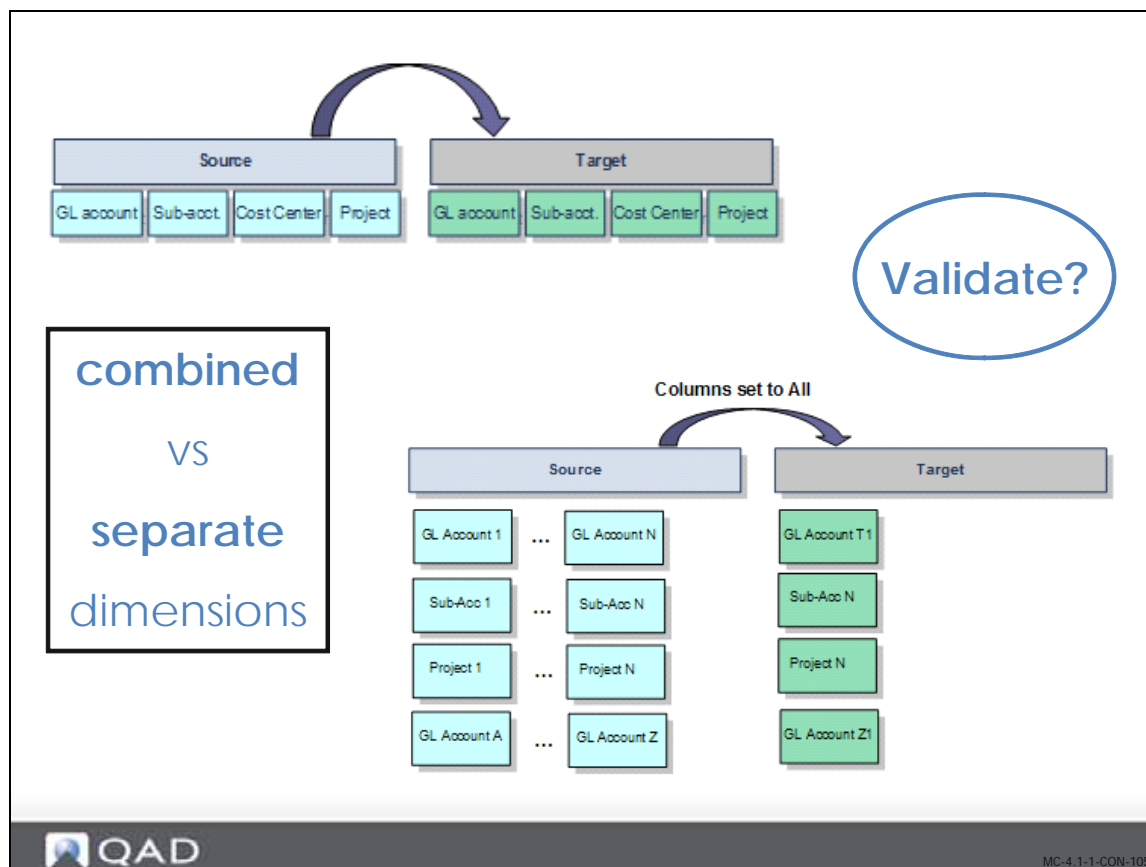 Source
Target
GL account
Sub-acct.
Cost Center
Project
GL account
Sub-acct.
Cost Center
Project
Validate?
combined
vs
separate
dimensions
Columns set to All
Source
Target
GL Account 1
...
GL Account N
GL Account T1
Sub-Acc 1
...
Sub-Acc N
Sub-Acc N
Project 1
...
Project N
Project N
GL Account A
...
GL Account Z
GL Account Z1
QAD